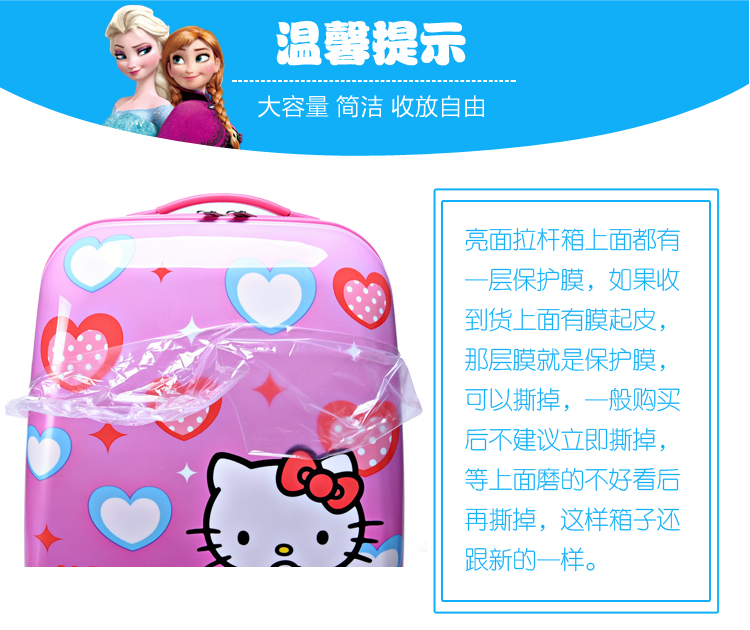 温馨提示
大容量 简洁 收放自由
亮面拉杆箱上面都有
一层保护膜，如果收
到货上面有膜起皮，
那层膜就是保护膜，
可以撕掉，一般购买
后不建议立即撕掉，
等上面磨的不好看后
再撕掉，这样箱子还
跟新的一样。